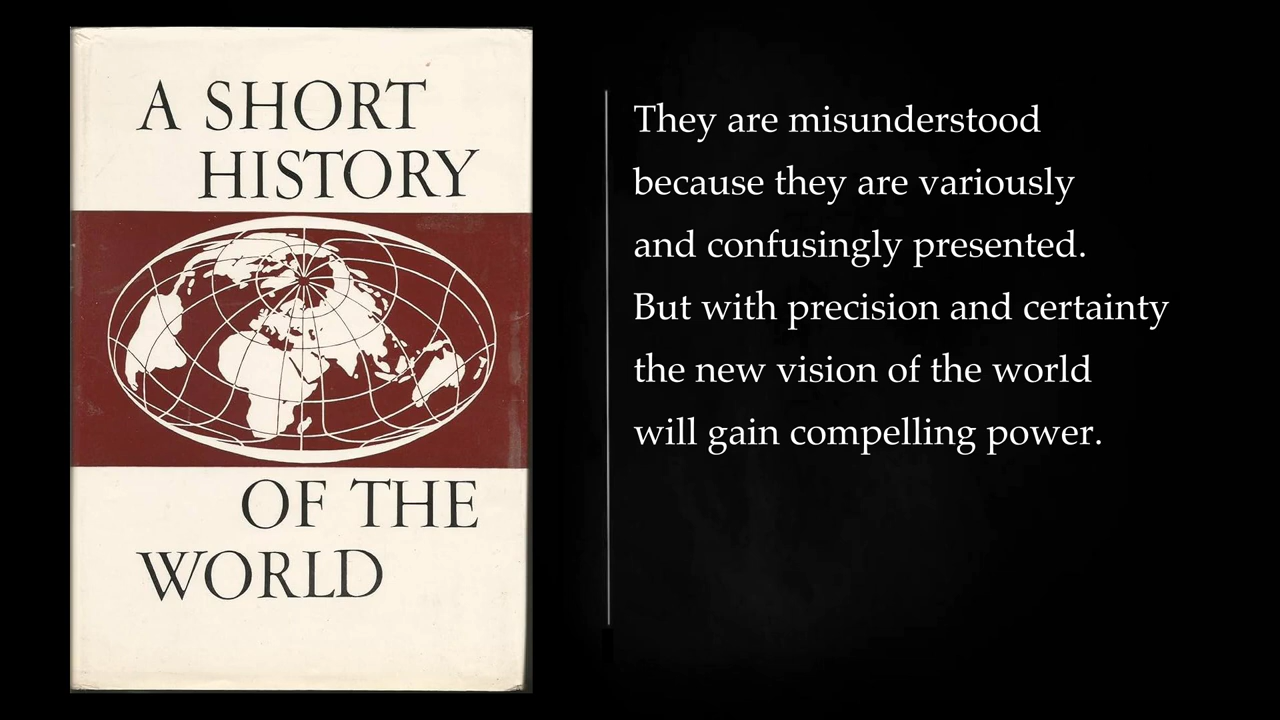 A SHORT
HISTORY
OF THE
WORLD
They are misunderstood
because they are variously
and confusingly presented.
But with precision and certainty
the new vision of the world
will gain compelling power.